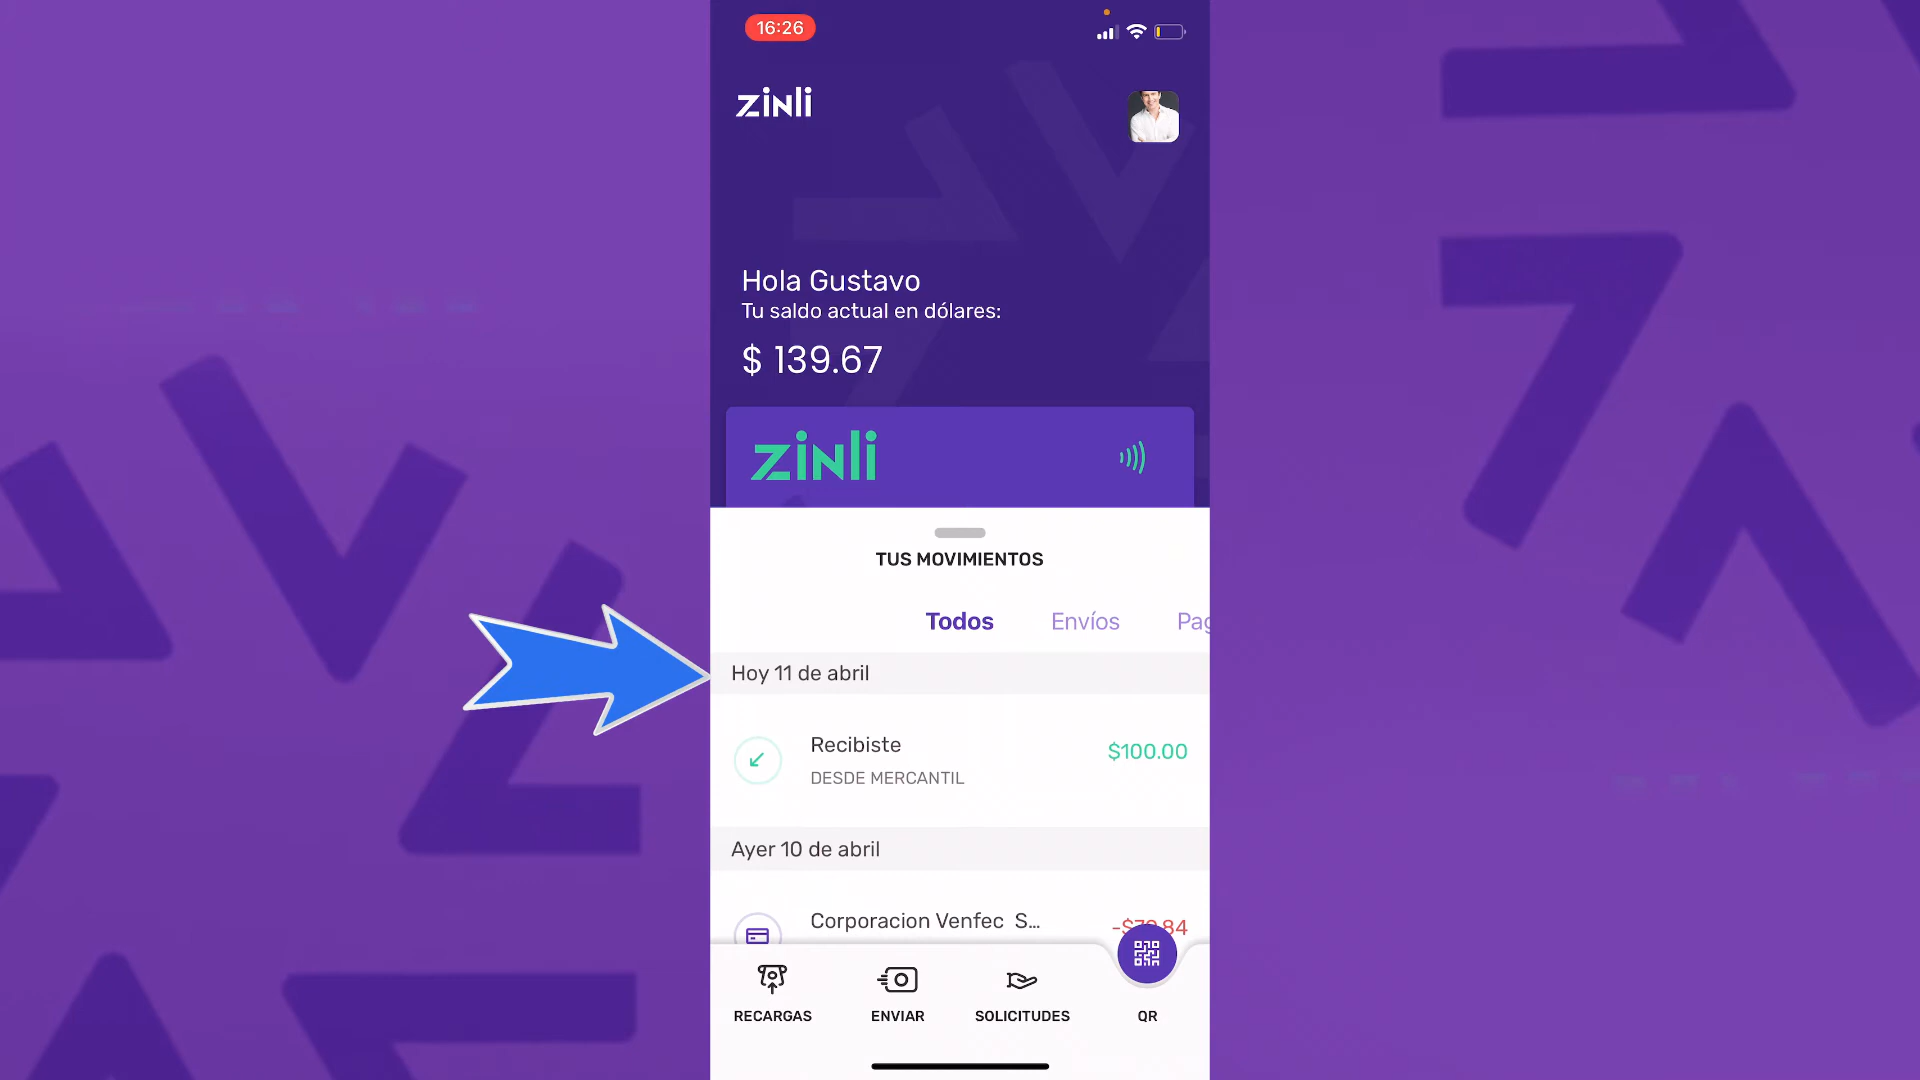 16:26
zinli
Hola Gustavo
Tu saldo actual en dólares:
$ 139.67
zinli
TUS MOVIMIENTOS
Todos Envíos Pag
Hoy 11 de abril
Recibiste $100.00
DESDE MERCANTIL
Ayer 10 de abril
Corporacion Venfec S...
RECARGAS ENVIAR SOLICITUDES QR